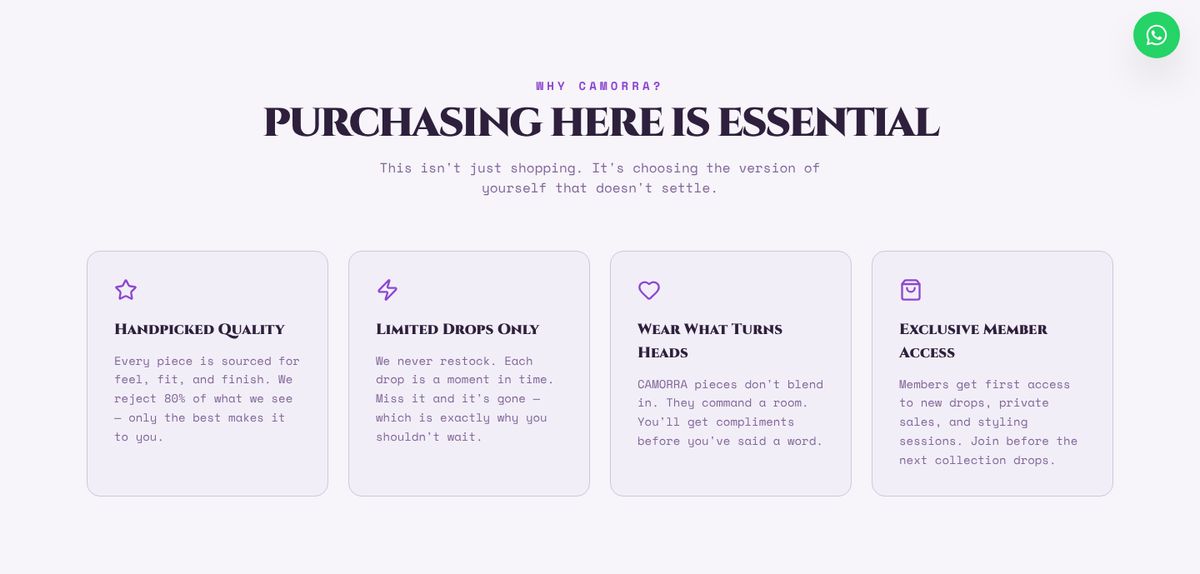 WHY CAMORRA?
PURCHASING HERE IS ESSENTIAL
This isn't just shopping. It's choosing the version of
yourself that doesn't settle.
Handpicked Quality
Every piece is sourced for
feel, fit, and finish. We
reject 80% of what we see
— only the best makes it
to you.
Limited Drops Only
We never restock. Each
drop is a moment in time.
Miss it and it's gone —
which is exactly why you
shouldn't wait.
Wear What Turns
Heads
CAMORRA pieces don't blend
in. They command a room.
You'll get compliments
before you've said a word.
Exclusive Member
Access
Members get first access
to new drops, private
sales, and styling
sessions. Join before the
next collection drops.